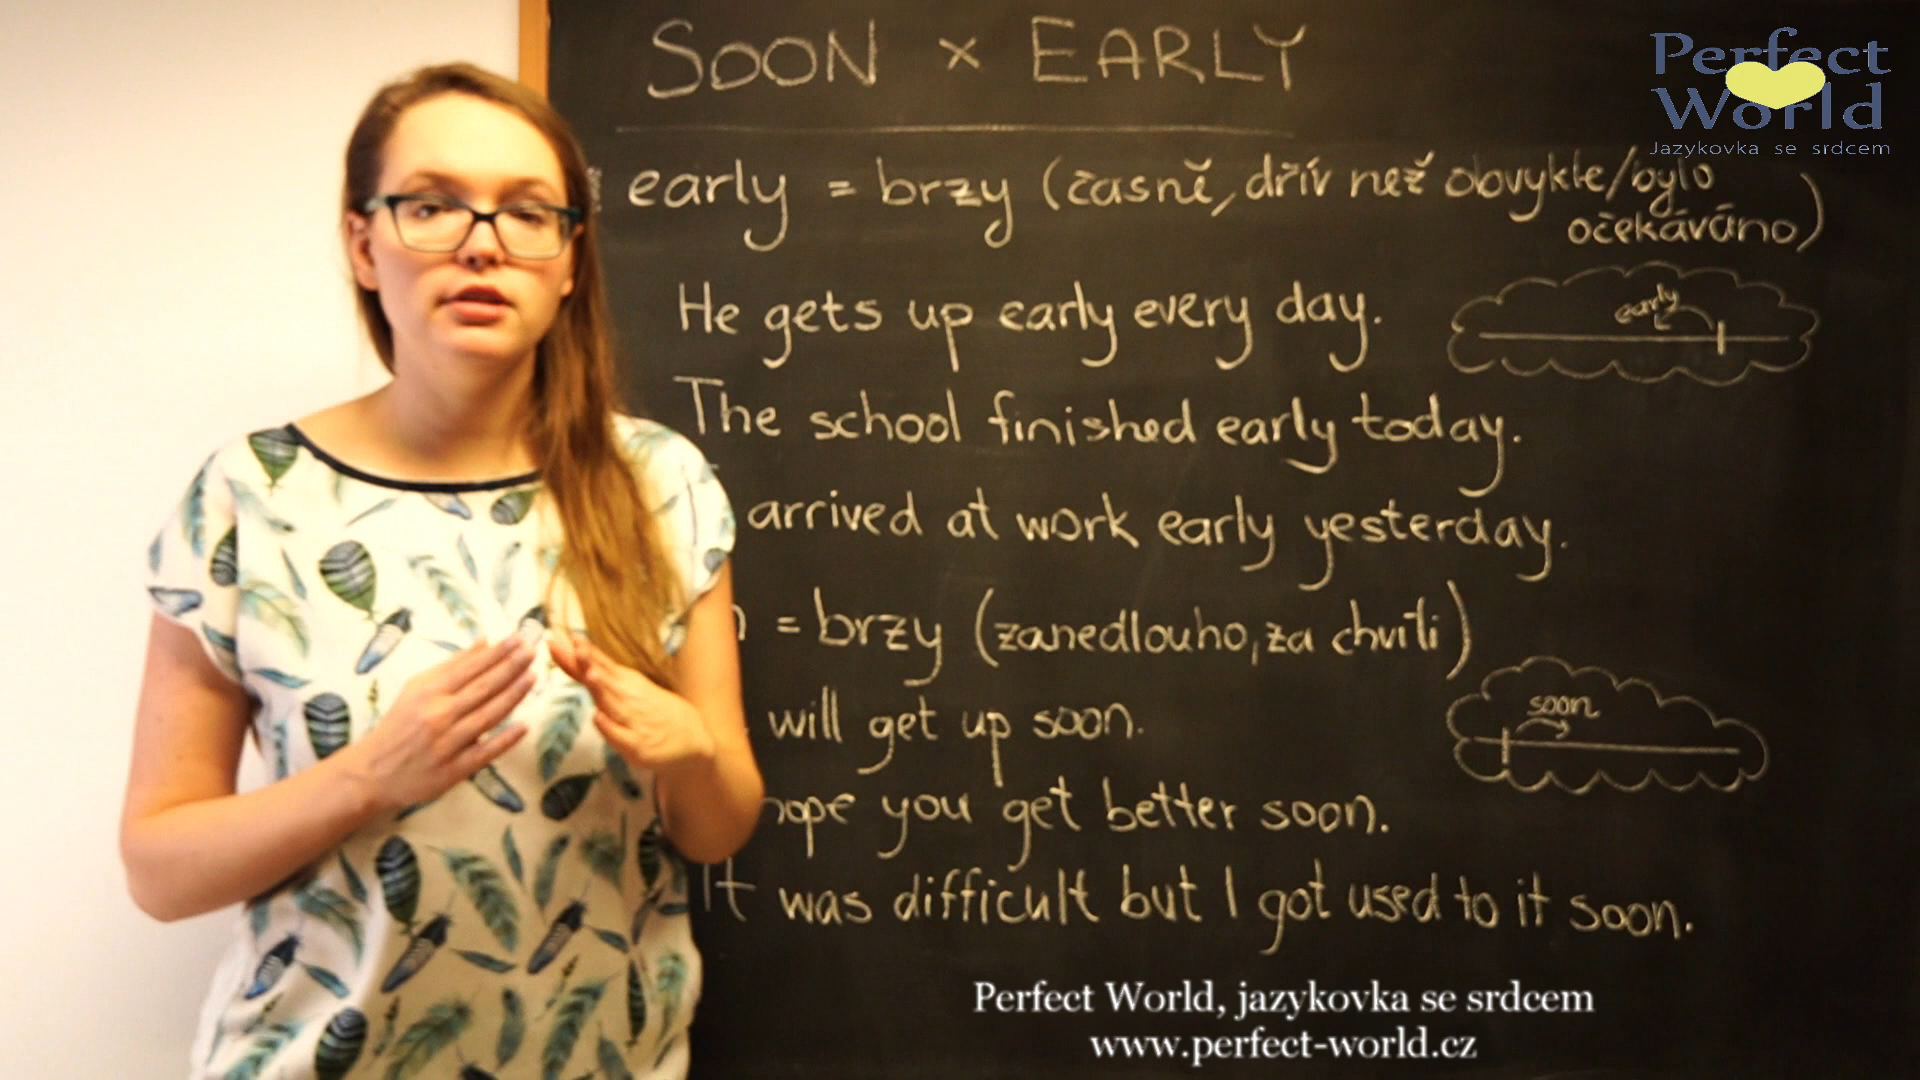 SOON × EARLY
Perfect
World
Jazykovka se srdcem
early = brzy (časně, dřív než obvykle/bylo
očekáváno)
He gets up early every day.
early
The school finished early today.
arrived at work early yesterday.
= brzy (zanedlouho, za chvíli)
will get up soon.
soon
hope you get better soon.
It was difficult but I got used to it soon.
Perfect World, jazykovka se srdcem
www.perfect-world.cz